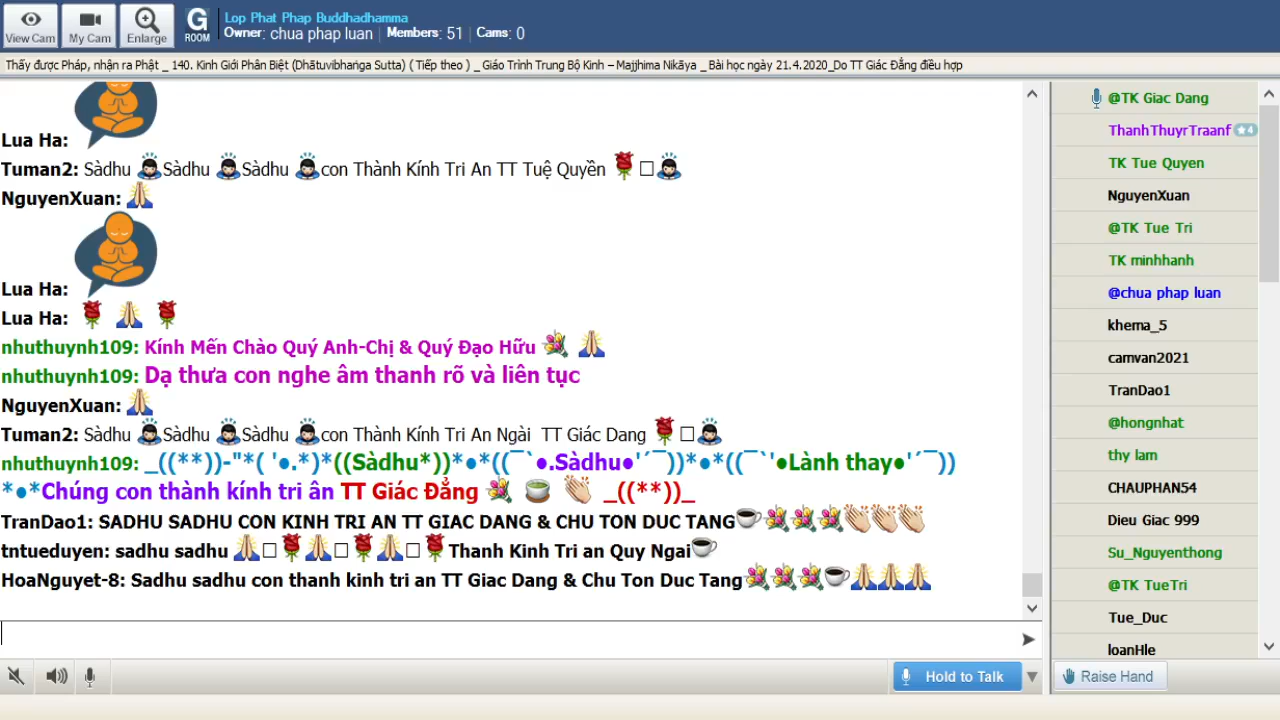 View Cam
My Cam
Enlarge
G ROOM
Lop Phat Phap Buddhadhamma
Owner: chua phap luan | Members: 51 | Cams: 0
Thấy được Pháp, nhận ra Phật _ 140. Kinh Giới Phân Biệt (Dhātuvibhaṅga Sutta) ( Tiếp theo ) _ Giáo Trình Trung Bộ Kinh – Majjhima Nikāya _ Bài học ngày 21.4.2020_Do TT Giác Đẳng điều hợp
Lua Ha:
Tuman2: Sàdhu 🙇Sàdhu 🙇Sàdhu 🙇con Thành Kính Tri An TT Tuệ Quyền 🌹□🙇
NguyenXuan: 🙏
Lua Ha:
Lua Ha: 🌹 🙏 🌹
nhuthuynh109: Kính Mến Chào Quý Anh-Chị & Quý Đạo Hữu 💐 🙏
nhuthuynh109: Dạ thưa con nghe âm thanh rõ và liên tục
NguyenXuan: 🙏
Tuman2: Sàdhu 🙇Sàdhu 🙇Sàdhu 🙇con Thành Kính Tri An Ngài TT Giác Dang 🌹□🙇
nhuthuynh109: _((**))-"*( '●.*)*((Sàdhu*))*●*((¯`●.Sàdhu●'´¯))*●*((¯`'●Lành thay●'´¯))
*●*Chúng con thành kính tri ân TT Giác Đẳng 💐 🍵 👏 _((**))_
TranDao1: SADHU SADHU CON KINH TRI AN TT GIAC DANG & CHU TON DUC TANG☕💐💐💐👏👏👏
tntueduyen: sadhu sadhu 🙏□🌹🙏□🌹🙏□🌹Thanh Kinh Tri an Quy Ngai☕
HoaNguyet-8: Sadhu sadhu con thanh kinh tri an TT Giac Dang & Chu Ton Duc Tang💐💐💐☕🙏🙏🙏
Hold to Talk
@TK Giac Dang
ThanhThuyrTraanf ★4
TK Tue Quyen
NguyenXuan
@TK Tue Tri
TK minhhanh
@chua phap luan
khema_5
camvan2021
TranDao1
@hongnhat
thy lam
CHAUPHAN54
Dieu Giac 999
Su_Nguyenthong
@TK TueTri
Tue_Duc
loanHle
Raise Hand